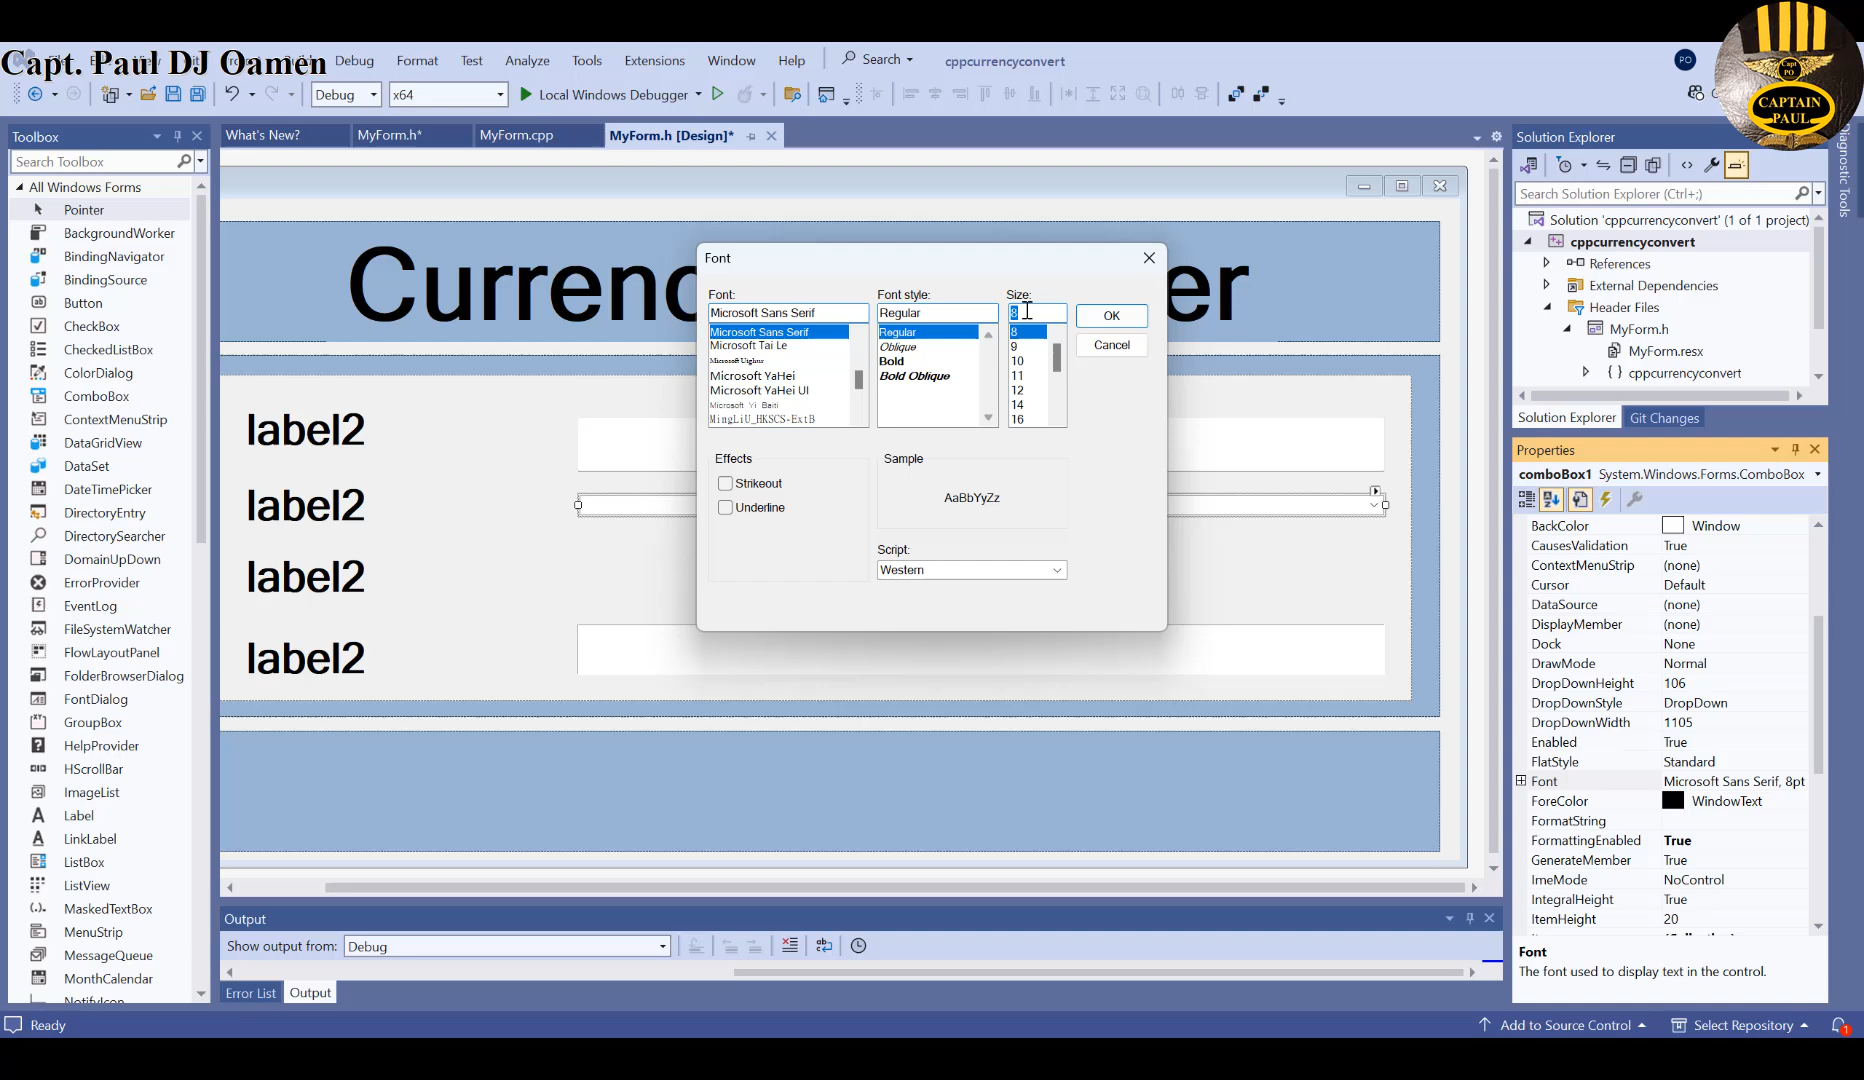 Capt. Paul DJ Oamen
Debug
Format
Test
Analyze
Tools
Extensions
Window
Help
Search
cppcurrencyconvert
PO
Capt
PO
CAPTAIN
PAUL
Debug
x64
Local Windows Debugger
Toolbox
Search Toolbox
All Windows Forms
Pointer
BackgroundWorker
BindingNavigator
BindingSource
Button
CheckBox
CheckedListBox
ColorDialog
ComboBox
ContextMenuStrip
DataGridView
DataSet
DateTimePicker
DirectoryEntry
DirectorySearcher
DomainUpDown
ErrorProvider
EventLog
FileSystemWatcher
FlowLayoutPanel
FolderBrowserDialog
FontDialog
GroupBox
HelpProvider
HScrollBar
ImageList
Label
LinkLabel
ListBox
ListView
MaskedTextBox
MenuStrip
MessageQueue
MonthCalendar
NotifyIcon
What's New?
MyForm.h*
MyForm.cpp
MyForm.h [Design]*
label2
label2
label2
label2
Font
Font:
Microsoft Sans Serif
Microsoft Sans Serif
Microsoft Tai Le
Microsoft Uighur
Microsoft YaHei
Microsoft YaHei UI
Microsoft Yi Baiti
MingLiU_HKSCS-ExtB
Font style:
Regular
Regular
Oblique
Bold
Bold Oblique
Size:
8
8
9
10
11
12
14
16
OK
Cancel
Effects
Strikeout
Underline
Sample
AaBbYyZz
Script:
Western
Output
Show output from:
Debug
Error List
Output
Ready
Solution Explorer
Search Solution Explorer (Ctrl+;)
Solution 'cppcurrencyconvert' (1 of 1 project)
cppcurrencyconvert
References
External Dependencies
Header Files
MyForm.h
MyForm.resx
cppcurrencyconvert
Solution Explorer
Git Changes
Diagnostic Tools
Properties
comboBox1 System.Windows.Forms.ComboBox
BackColor Window
CausesValidation True
ContextMenuStrip (none)
Cursor Default
DataSource (none)
DisplayMember (none)
Dock None
DrawMode Normal
DropDownHeight 106
DropDownStyle DropDown
DropDownWidth 1105
Enabled True
FlatStyle Standard
Font Microsoft Sans Serif, 8pt
ForeColor WindowText
FormatString
FormattingEnabled True
GenerateMember True
ImeMode NoControl
IntegralHeight True
ItemHeight 20
Font
The font used to display text in the control.
Add to Source Control
Select Repository
1